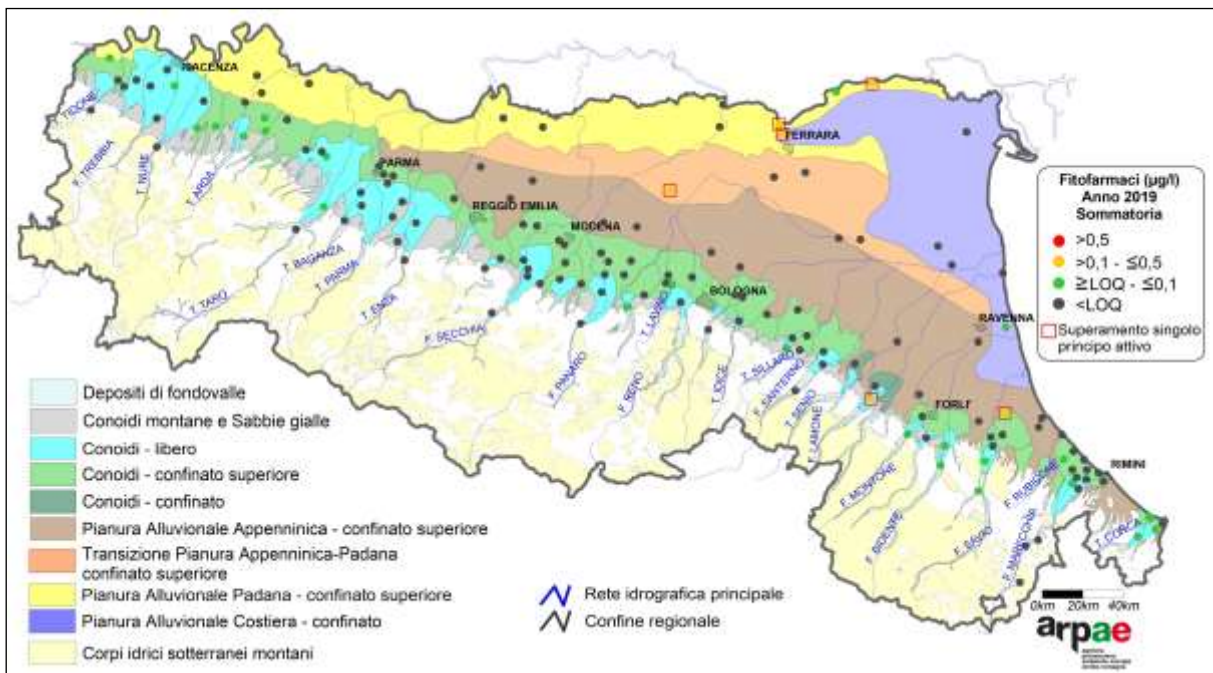 PIACENZA
T. TIDONE
F. TREBBIA
T. NURE
T. ARDA
PARMA
REGGIO EMILIA
MODENA
BOLOGNA
FERRARA
RAVENNA
FORLI'
RIMINI
T. TARO
T. BAGANZA
T. PARMA
T. ENZA
F. SECCHIA
F. PANARO
F. RENO
T. LAVINO
T. IDICE
T. SILLARO
F. SANTERNO
T. SENIO
F. LAMONE
F. MONTONE
F. BIDENTE
F. SAVIO
F. RUBICONE
F. MARECCHIA
T. CONCA
Fitofarmaci (µg/l)
Anno 2019
Sommatoria
>0,5
>0,1 - ≤0,5
≥LOQ - ≤0,1
<LOQ
Superamento singolo
principo attivo
Depositi di fondovalle
Conoidi montane e Sabbie gialle
Conoidi - libero
Conoidi - confinato superiore
Conoidi - confinato
Pianura Alluvionale Appenninica - confinato superiore
Transizione Pianura Appenninica-Padana
confinato superiore
Pianura Alluvionale Padana - confinato superiore
Pianura Alluvionale Costiera - confinato
Corpi idrici sotterranei montani
Rete idrografica principale
Confine regionale
0km 20km 40km
arpae